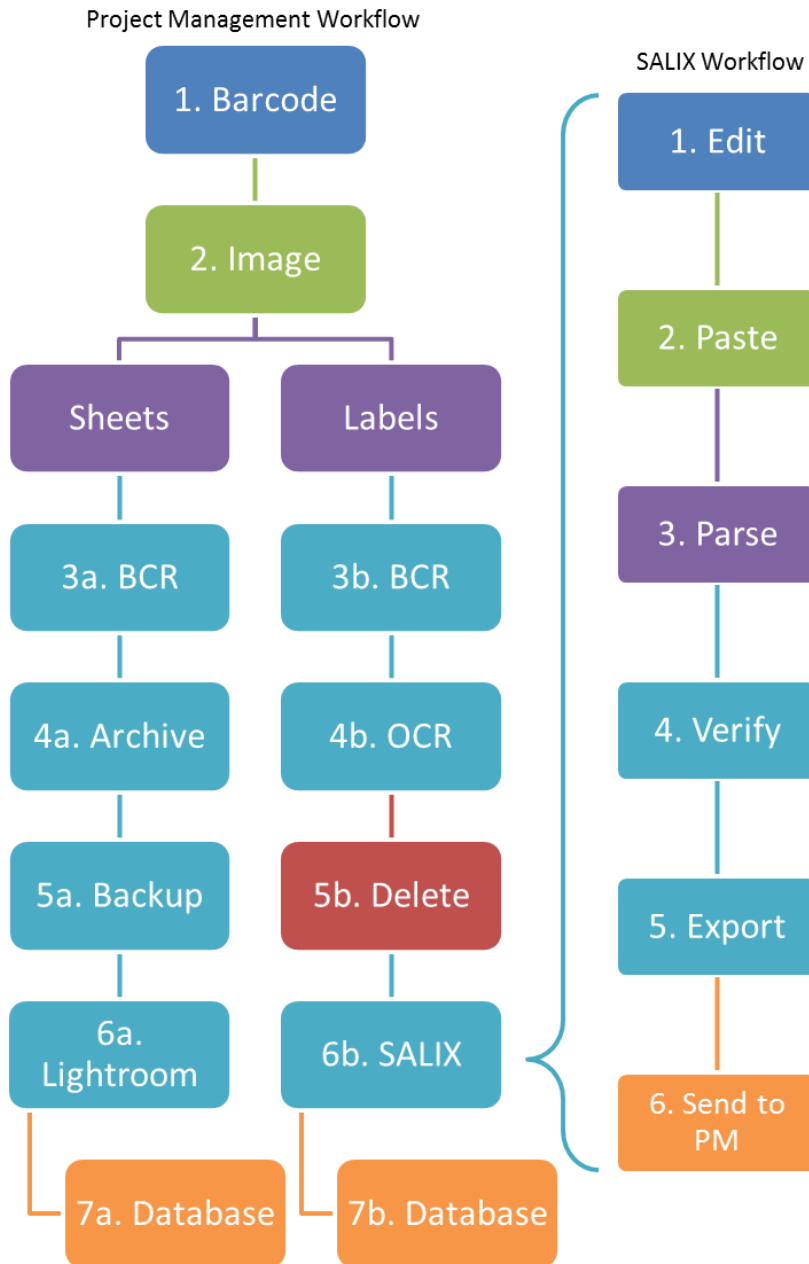 Project Management Workflow
1. Barcode
2. Image
Sheets
Labels
3a. BCR
3b. BCR
4a. Archive
4b. OCR
5a. Backup
5b. Delete
6a.
Lightroom
6b. SALIX
7a. Database
7b. Database
SALIX Workflow
1. Edit
2. Paste
3. Parse
4. Verify
5. Export
6. Send to
PM